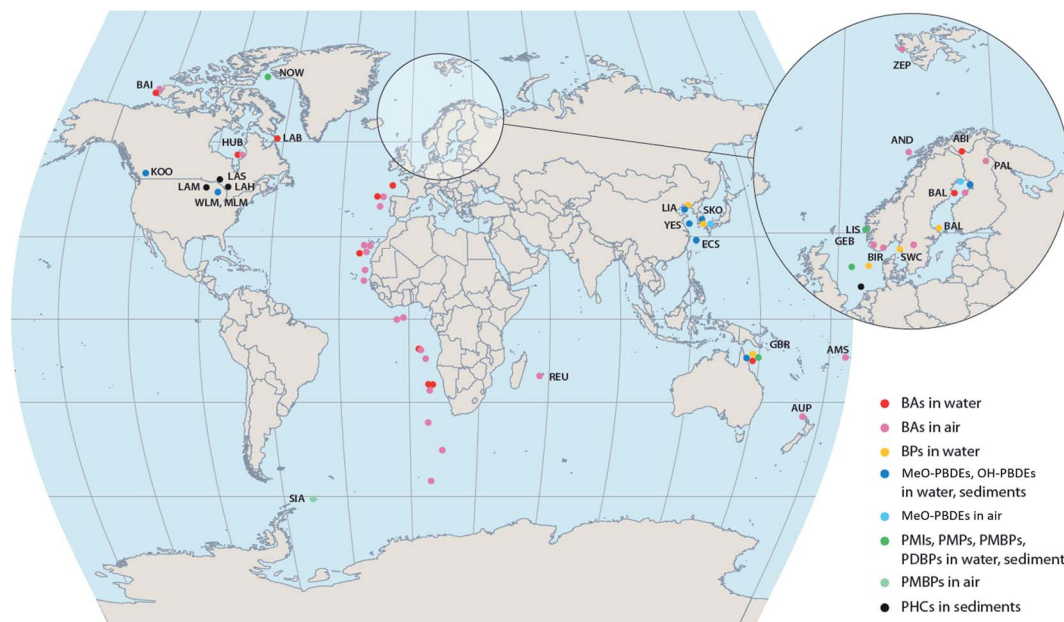 ZEP
NOW
BAI
LAB
HUB
AND
ABI
PAL
KOO
LAS
LAM
LAH
WLM, MLM
BAL
LIA
SKO
YES
ECS
BAL
LIS
GEB
BIR
SWC
GBR
AMS
REU
AUP
SIA
BAs in water
BAs in air
BPs in water
MeO-PBDEs, OH-PBDEs
in water, sediments
MeO-PBDEs in air
PMIs, PMPs, PMBPs,
PDBPs in water, sediment
PMBPs in air
PHCs in sediments